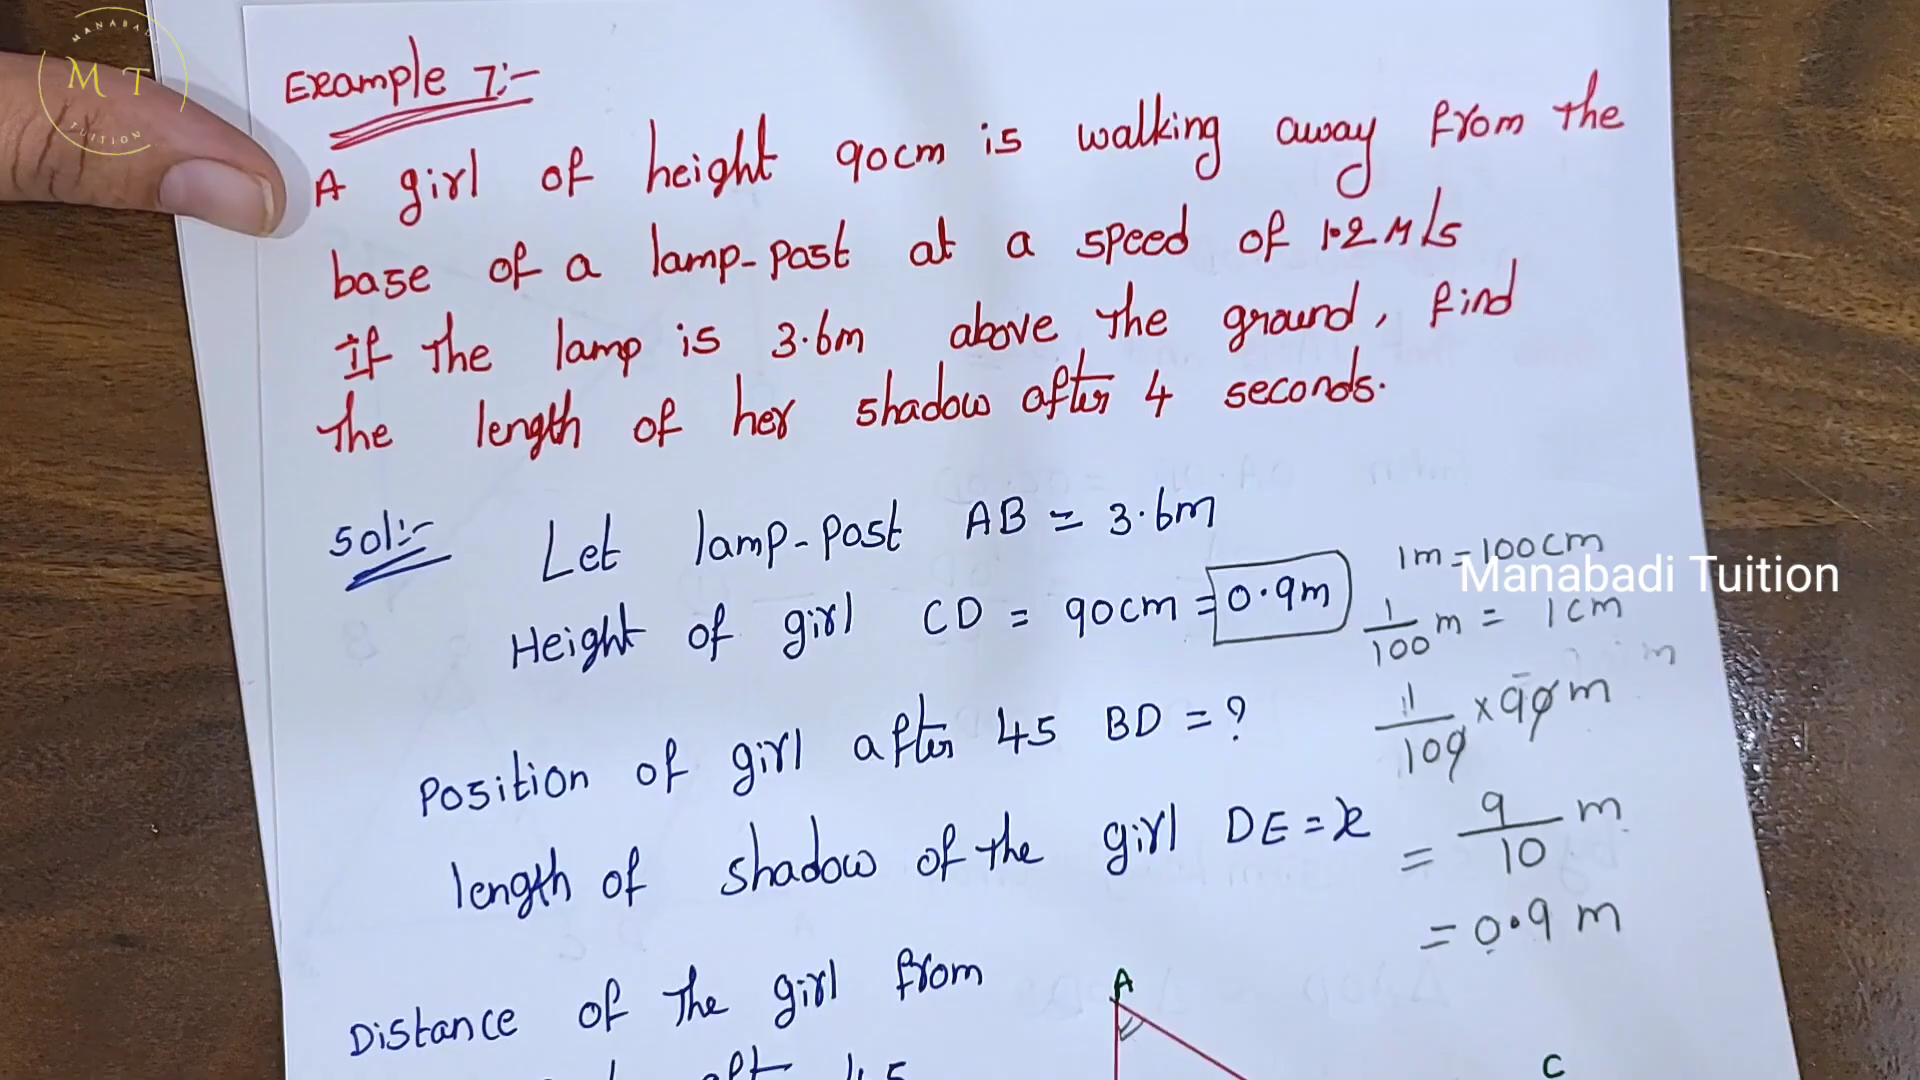 MANABADI
M T
TUITION
Example 7:-
A girl of height 90cm is walking away from the
base of a lamp-post at a speed of 1.2 M/s
if the lamp is 3.6m above the ground, find
The length of her shadow after 4 seconds.
Sol:-
Let lamp-post AB = 3.6m
Height of girl CD = 90cm = 0.9m
1m = 100cm
Manabadi Tuition
1/100 m = 1cm
m
1/100 × 90 m
Position of girl after 4S BD = ?
length of shadow of the girl DE = x
= 9/10 m
= 0.9 m
Distance of The girl from
4S
A
C